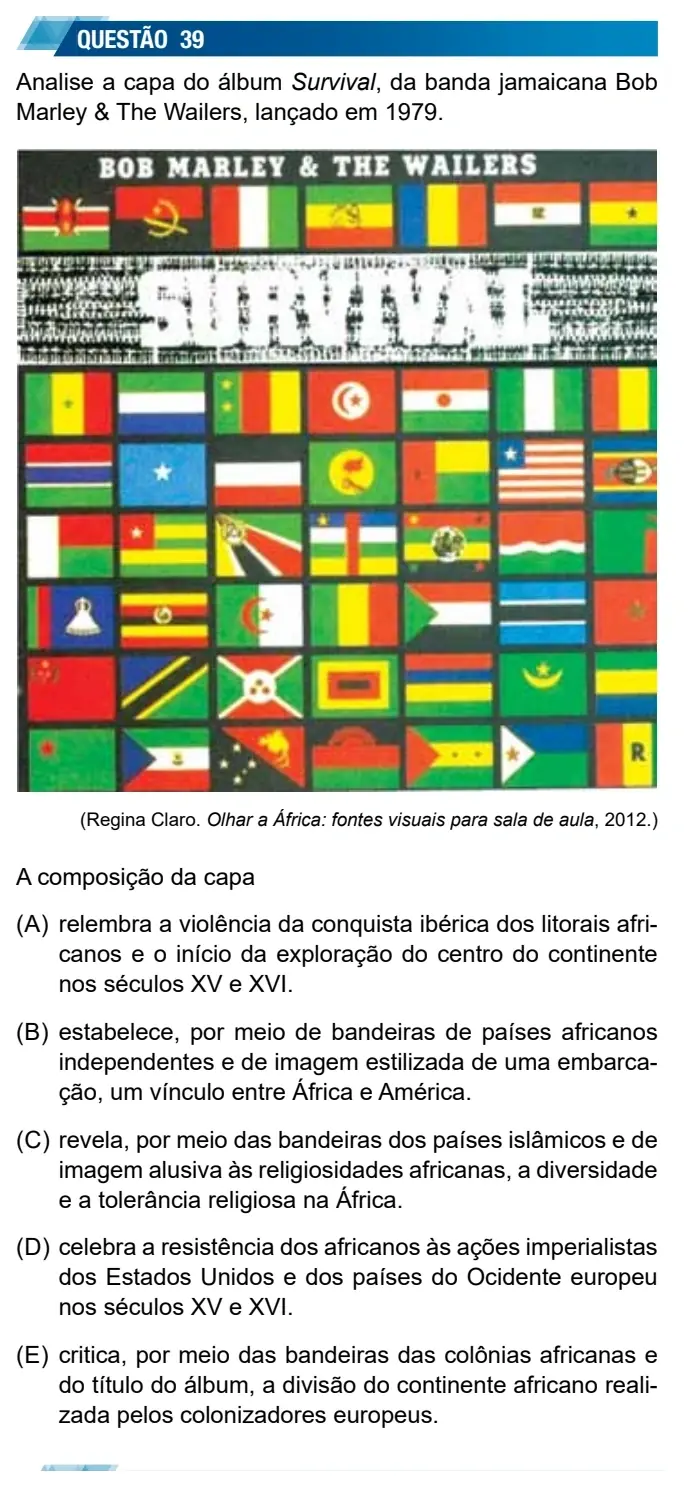 QUESTÃO 39
Analise a capa do álbum Survival, da banda jamaicana Bob
Marley & The Wailers, lançado em 1979.
BOB MARLEY & THE WAILERS
SURVIVAL
R
(Regina Claro. Olhar a África: fontes visuais para sala de aula, 2012.)
A composição da capa
(A) relembra a violência da conquista ibérica dos litorais afri-
canos e o início da exploração do centro do continente
nos séculos XV e XVI.
(B) estabelece, por meio de bandeiras de países africanos
independentes e de imagem estilizada de uma embarca-
ção, um vínculo entre África e América.
(C) revela, por meio das bandeiras dos países islâmicos e de
imagem alusiva às religiosidades africanas, a diversidade
e a tolerância religiosa na África.
(D) celebra a resistência dos africanos às ações imperialistas
dos Estados Unidos e dos países do Ocidente europeu
nos séculos XV e XVI.
(E) critica, por meio das bandeiras das colônias africanas e
do título do álbum, a divisão do continente africano reali-
zada pelos colonizadores europeus.